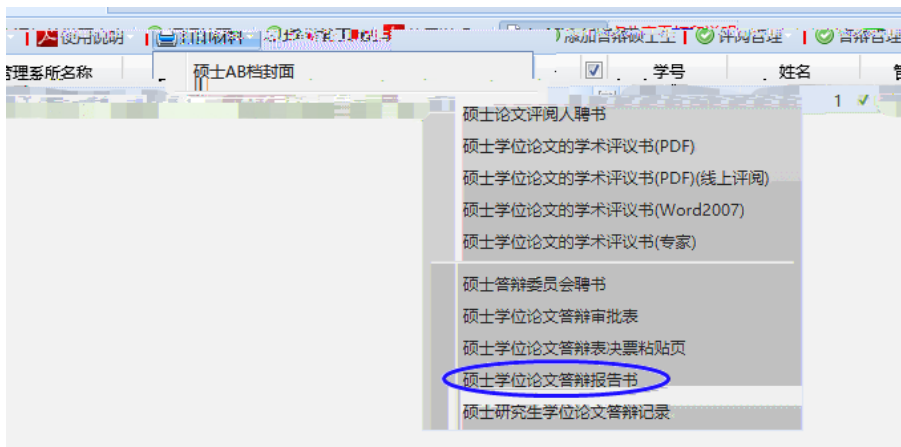 使用说明 打印材料 添加答辩硕士生 评阅管理 答辩管理
管理系所名称 学号 姓名
硕士AB档封面
1
硕士论文评阅人聘书
硕士学位论文的学术评议书(PDF)
硕士学位论文的学术评议书(PDF)(线上评阅)
硕士学位论文的学术评议书(Word2007)
硕士学位论文的学术评议书(专家)
硕士答辩委员会聘书
硕士学位论文答辩审批表
硕士学位论文答辩表决票粘贴页
硕士学位论文答辩报告书
硕士研究生学位论文答辩记录